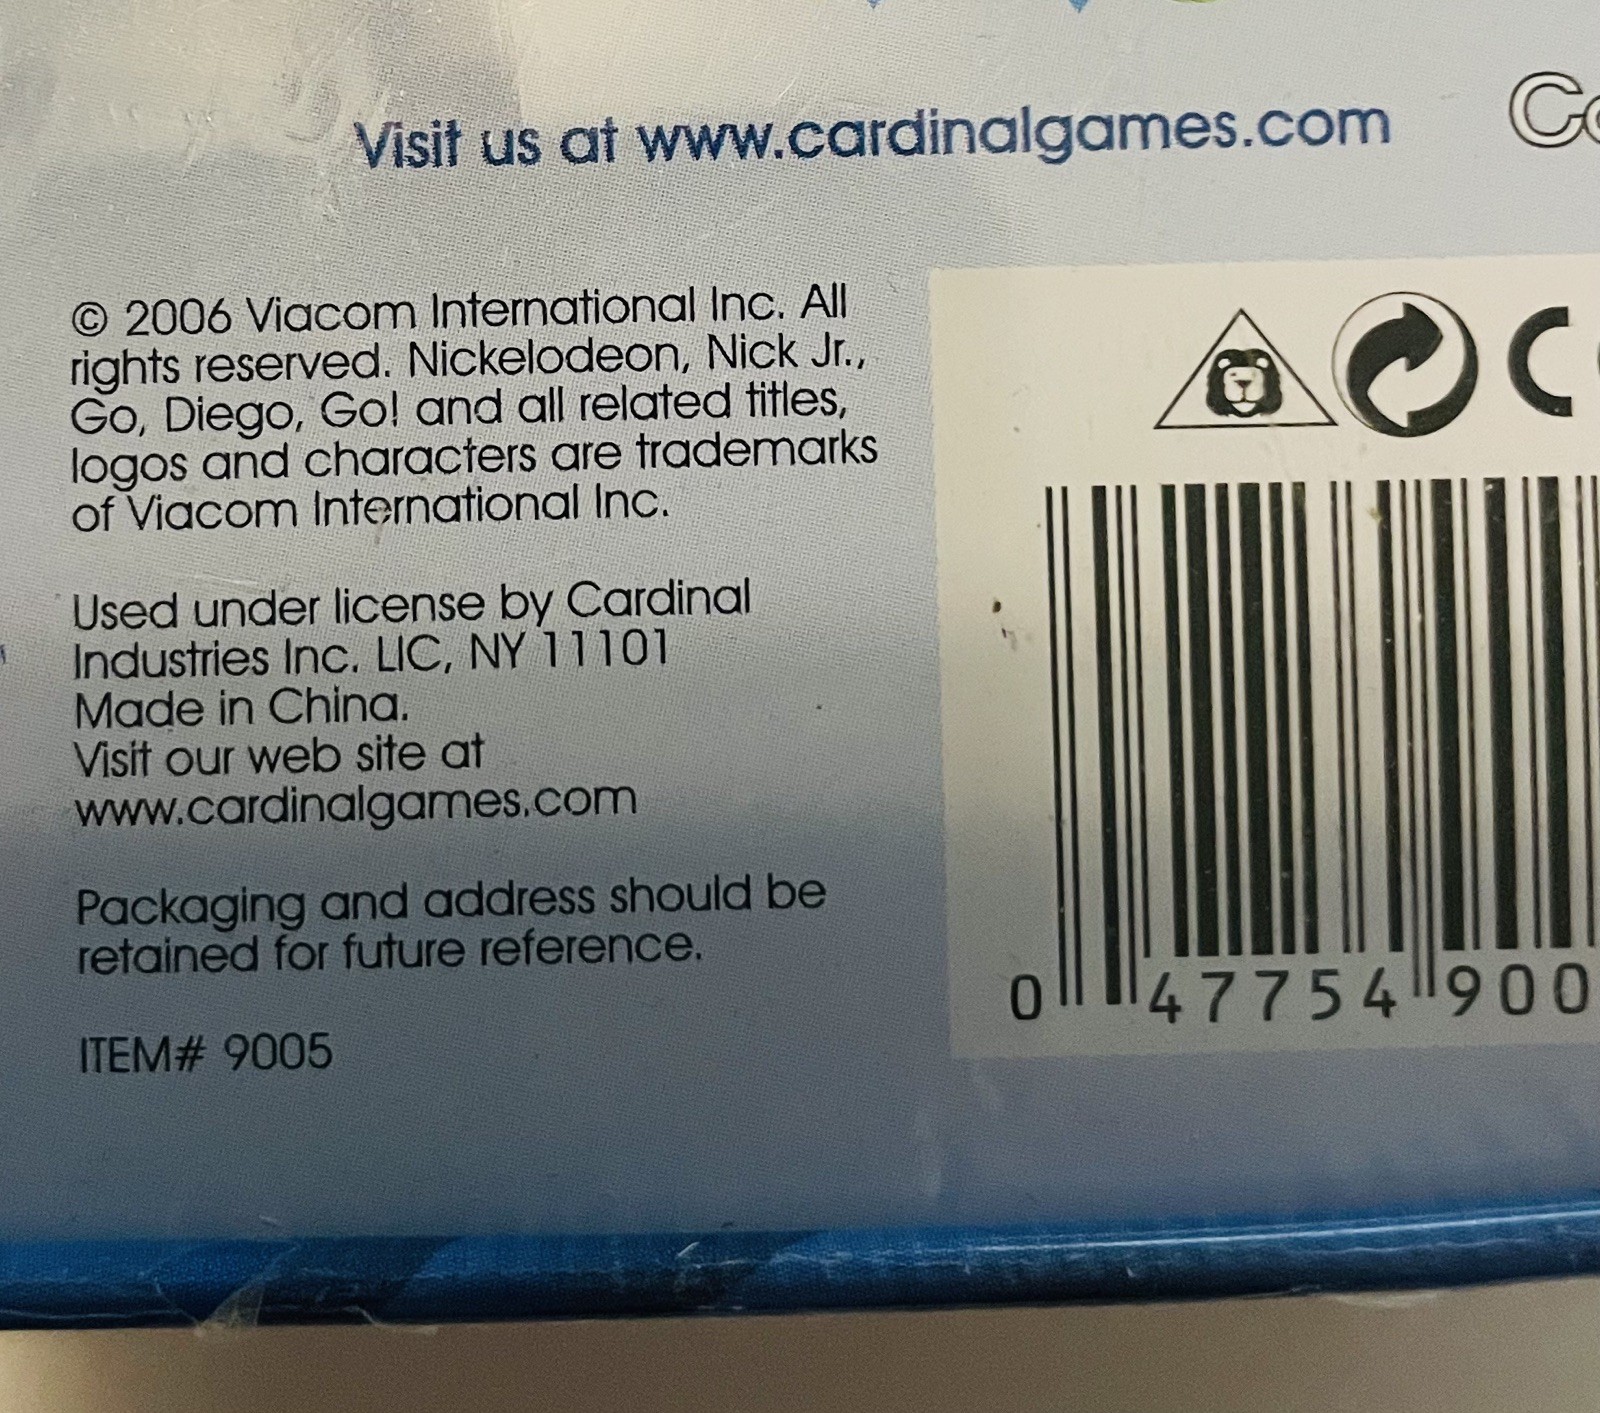 Visit us at www.cardinalgames.com
© 2006 Viacom International Inc. All
rights reserved. Nickelodeon, Nick Jr.,
Go, Diego, Go! and all related titles,
logos and characters are trademarks
of Viacom International Inc.
Used under license by Cardinal
Industries Inc. LIC, NY 11101
Made in China.
Visit our web site at
www.cardinalgames.com
Packaging and address should be
retained for future reference.
ITEM# 9005
0 47754 900